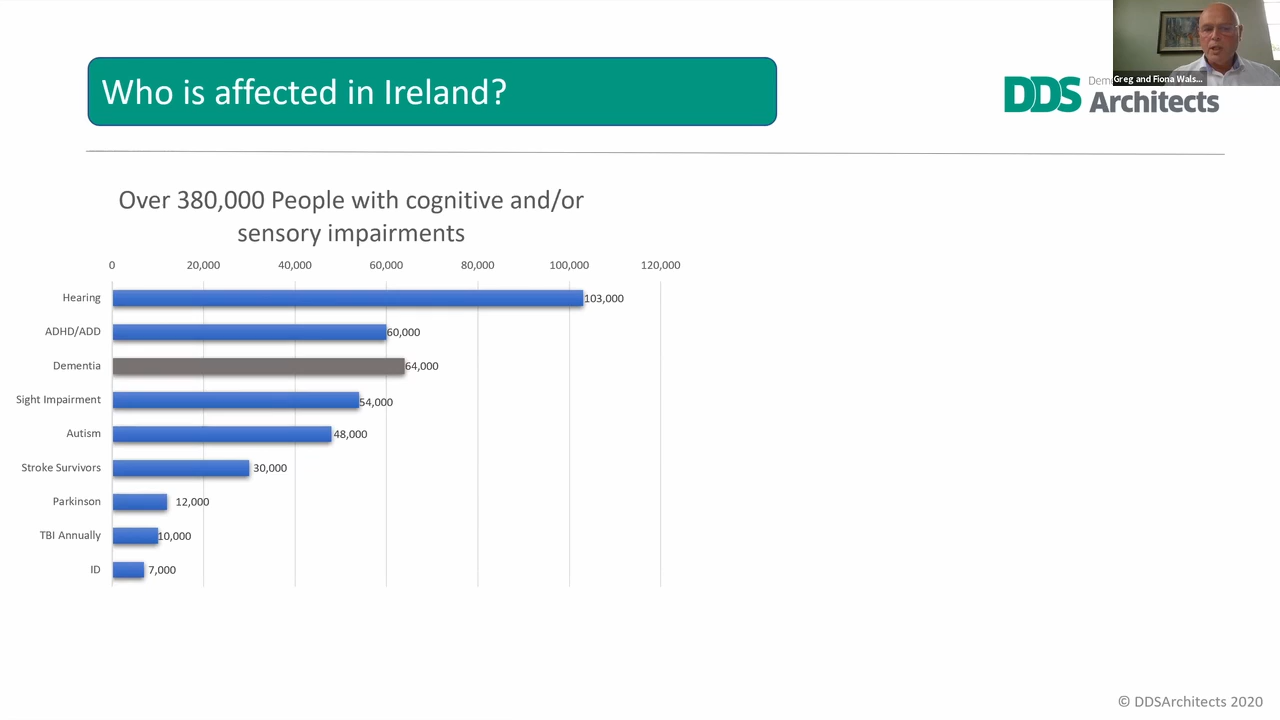 Who is affected in Ireland?
DDS
Architects
Greg and Fiona Wals...
Over 380,000 People with cognitive and/or
sensory impairments
0 20,000 40,000 60,000 80,000 100,000 120,000
Hearing 103,000
ADHD/ADD 60,000
Dementia 64,000
Sight Impairment 54,000
Autism 48,000
Stroke Survivors 30,000
Parkinson 12,000
TBI Annually 10,000
ID 7,000
© DDSArchitects 2020